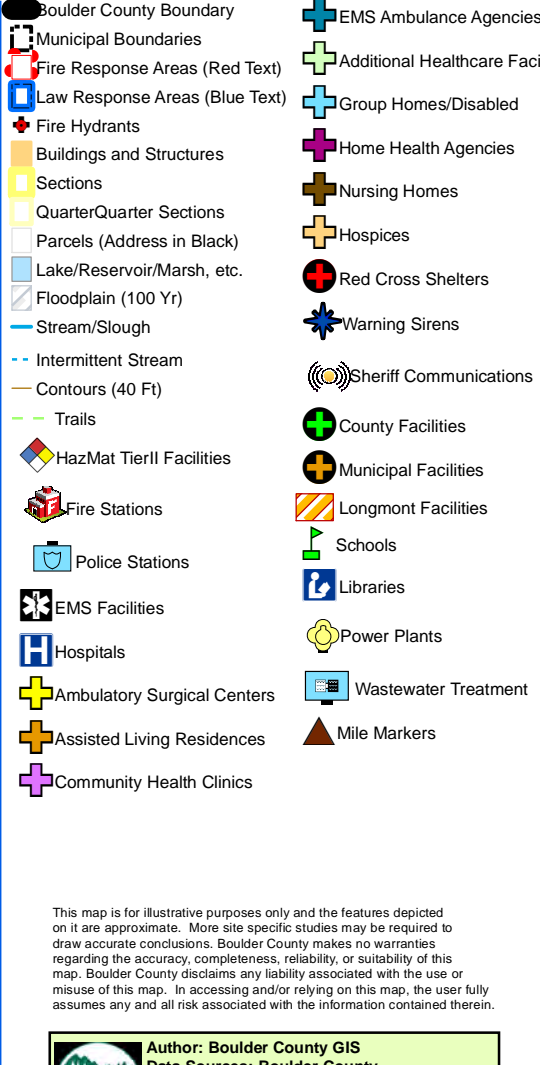 Boulder County Boundary
Municipal Boundaries
Fire Response Areas (Red Text)
Law Response Areas (Blue Text)
Fire Hydrants
Buildings and Structures
Sections
QuarterQuarter Sections
Parcels (Address in Black)
Lake/Reservoir/Marsh, etc.
Floodplain (100 Yr)
Stream/Slough
Intermittent Stream
Contours (40 Ft)
Trails
HazMat TierII Facilities
Fire Stations
Police Stations
EMS Facilities
H Hospitals
Ambulatory Surgical Centers
Assisted Living Residences
Community Health Clinics
EMS Ambulance Agencies
Additional Healthcare Faci
Group Homes/Disabled
Home Health Agencies
Nursing Homes
Hospices
Red Cross Shelters
Warning Sirens
Sheriff Communications
County Facilities
Municipal Facilities
Longmont Facilities
Schools
Libraries
Power Plants
Wastewater Treatment
Mile Markers
This map is for illustrative purposes only and the features depicted
on it are approximate. More site specific studies may be required to
draw accurate conclusions. Boulder County makes no warranties
regarding the accuracy, completeness, reliability, or suitability of this
map. Boulder County disclaims any liability associated with the use or
misuse of this map. In accessing and/or relying on this map, the user fully
assumes any and all risk associated with the information contained therein.
Author: Boulder County GIS
Data Sources: Boulder County